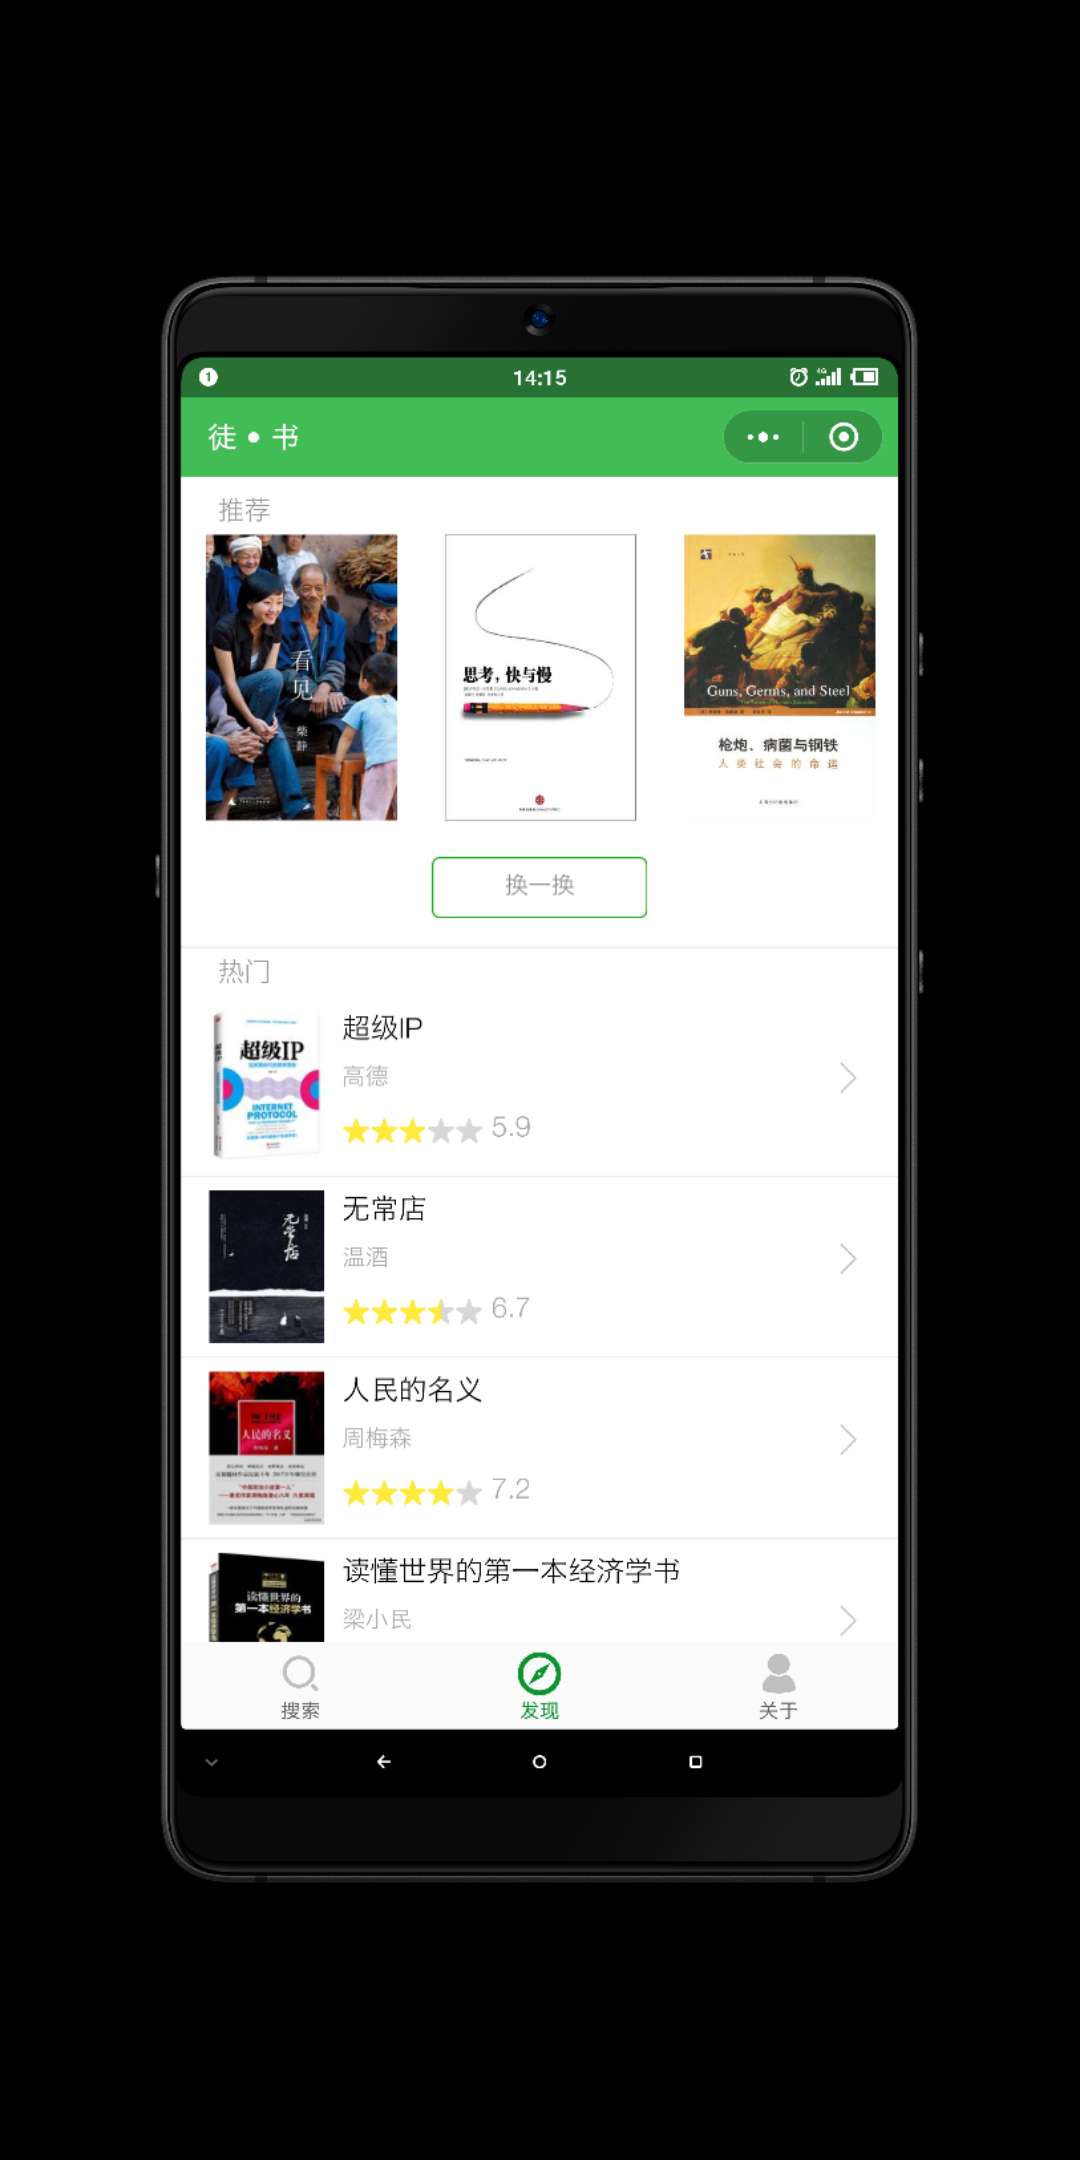 1
14:15
4G
徒•书
推荐
看见
柴静
思考，快与慢
Guns, Germs, and Steel
枪炮、病菌与钢铁
人类社会的命运
换一换
热门
超级IP
INTERNET
PROTOCOL
超级IP
高德
5.9
无常店
无常店
温酒
6.7
人民的名义
人民的名义
周梅森
7.2
读懂世界的
第一本经济学书
读懂世界的第一本经济学书
梁小民
搜索
发现
关于